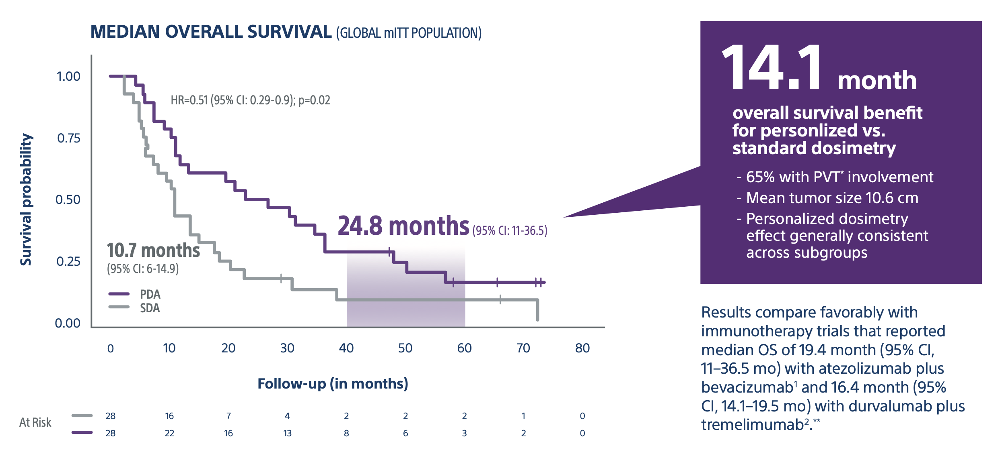 MEDIAN OVERALL SURVIVAL (GLOBAL mITT POPULATION)
Survival probability
1.00
0.75
0.50
0.25
0.00
HR=0.51 (95% CI: 0.29-0.9); p=0.02
24.8 months (95% CI: 11-36.5)
10.7 months
(95% CI: 6-14.9)
PDA
SDA
0 10 20 30 40 50 60 70 80
Follow-up (in months)
At Risk
28 16 7 4 2 2 2 1 0
28 22 16 13 8 6 3 2 0
14.1 month
overall survival benefit
for personlized vs.
standard dosimetry
- 65% with PVT* involvement
- Mean tumor size 10.6 cm
- Personalized dosimetry
effect generally consistent
across subgroups
Results compare favorably with
immunotherapy trials that reported
median OS of 19.4 month (95% CI,
11–36.5 mo) with atezolizumab plus
bevacizumab¹ and 16.4 month (95%
CI, 14.1–19.5 mo) with durvalumab plus
tremelimumab².**